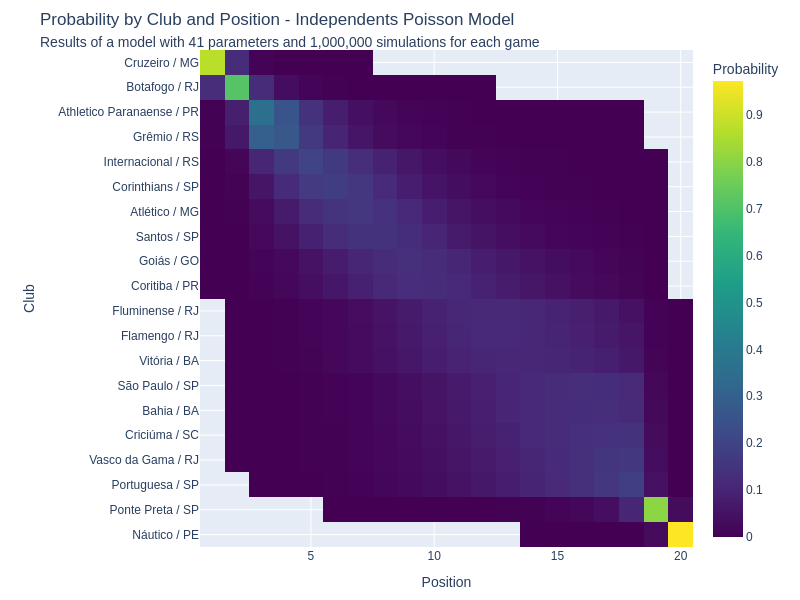 Probability by Club and Position - Independents Poisson Model
Results of a model with 41 parameters and 1,000,000 simulations for each game
Probability
Cruzeiro / MG
Botafogo / RJ
Athletico Paranaense / PR
Grêmio / RS
Internacional / RS
Corinthians / SP
Atlético / MG
Santos / SP
Goiás / GO
Coritiba / PR
Fluminense / RJ
Flamengo / RJ
Vitória / BA
São Paulo / SP
Bahia / BA
Criciúma / SC
Vasco da Gama / RJ
Portuguesa / SP
Ponte Preta / SP
Náutico / PE
Club
5
10
15
20
Position
0.9
0.8
0.7
0.6
0.5
0.4
0.3
0.2
0.1
0